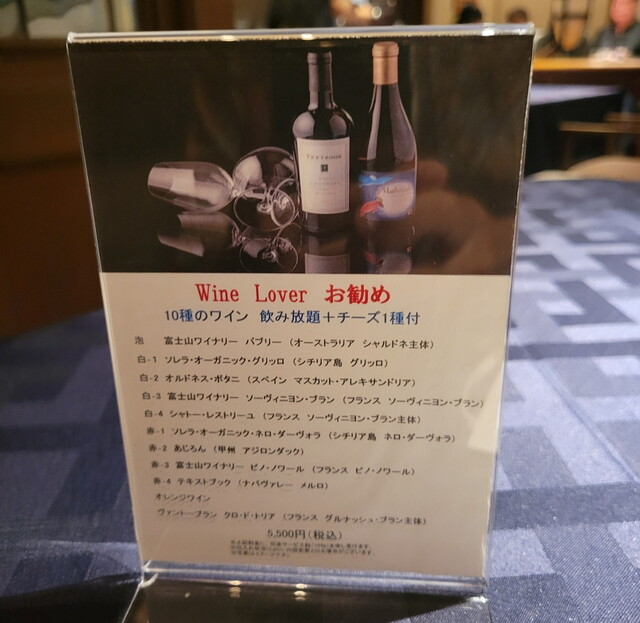 TEXTBOOK
Wine Lover お勧め
10種のワイン 飲み放題＋チーズ1種付
泡 富士山ワイナリー バブリー (オーストラリア シャルドネ主体)
白-1 ソレラ・オーガニック・グリッロ (シチリア島 グリッロ)
白-2 オルドネス・ボタニ (スペイン マスカット・アレキサンドリア)
白-3 富士山ワイナリー ソーヴィニヨン・ブラン (フランス ソーヴィニヨン・ブラン)
白-4 シャトー・レストリーユ (フランス ソーヴィニヨン・ブラン主体)
赤-1 ソレラ・オーガニック・ネロ・ダーヴォラ (シチリア島 ネロ・ダーヴォラ)
赤-2 あじろん (甲州 アジロンダック)
赤-3 富士山ワイナリー ピノ・ノワール (フランス ピノ・ノワール)
赤-4 テキストブック (ナパヴァレー メルロ)
オレンジワイン
ヴァント―ブラン クロ・ド・トリア (フランス グルナッシュ・ブラン主体)
5,500円(税込)